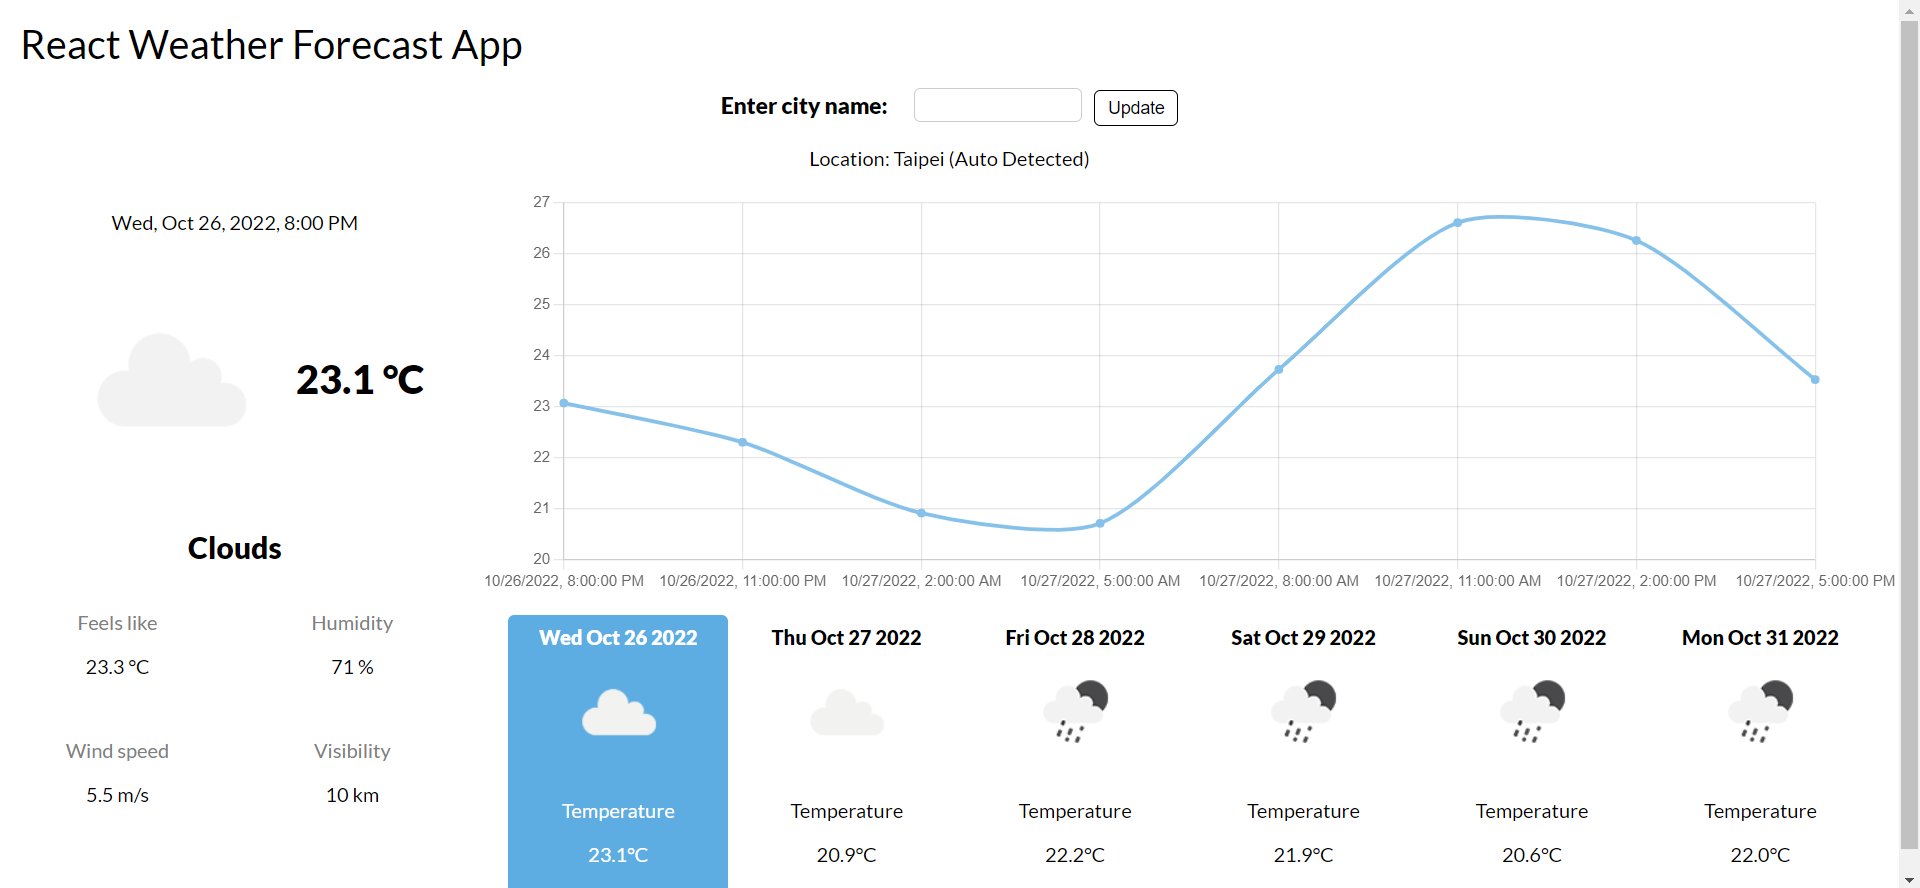 React Weather Forecast App
Enter city name:
Update
Location: Taipei (Auto Detected)
Wed, Oct 26, 2022, 8:00 PM
23.1 °C
Clouds
Feels like
Humidity
23.3 °C
71 %
Wind speed
Visibility
5.5 m/s
10 km
27
26
25
24
23
22
21
20
10/26/2022, 8:00:00 PM
10/26/2022, 11:00:00 PM
10/27/2022, 2:00:00 AM
10/27/2022, 5:00:00 AM
10/27/2022, 8:00:00 AM
10/27/2022, 11:00:00 AM
10/27/2022, 2:00:00 PM
10/27/2022, 5:00:00 PM
Wed Oct 26 2022
Temperature
23.1°C
Thu Oct 27 2022
Temperature
20.9°C
Fri Oct 28 2022
Temperature
22.2°C
Sat Oct 29 2022
Temperature
21.9°C
Sun Oct 30 2022
Temperature
20.6°C
Mon Oct 31 2022
Temperature
22.0°C